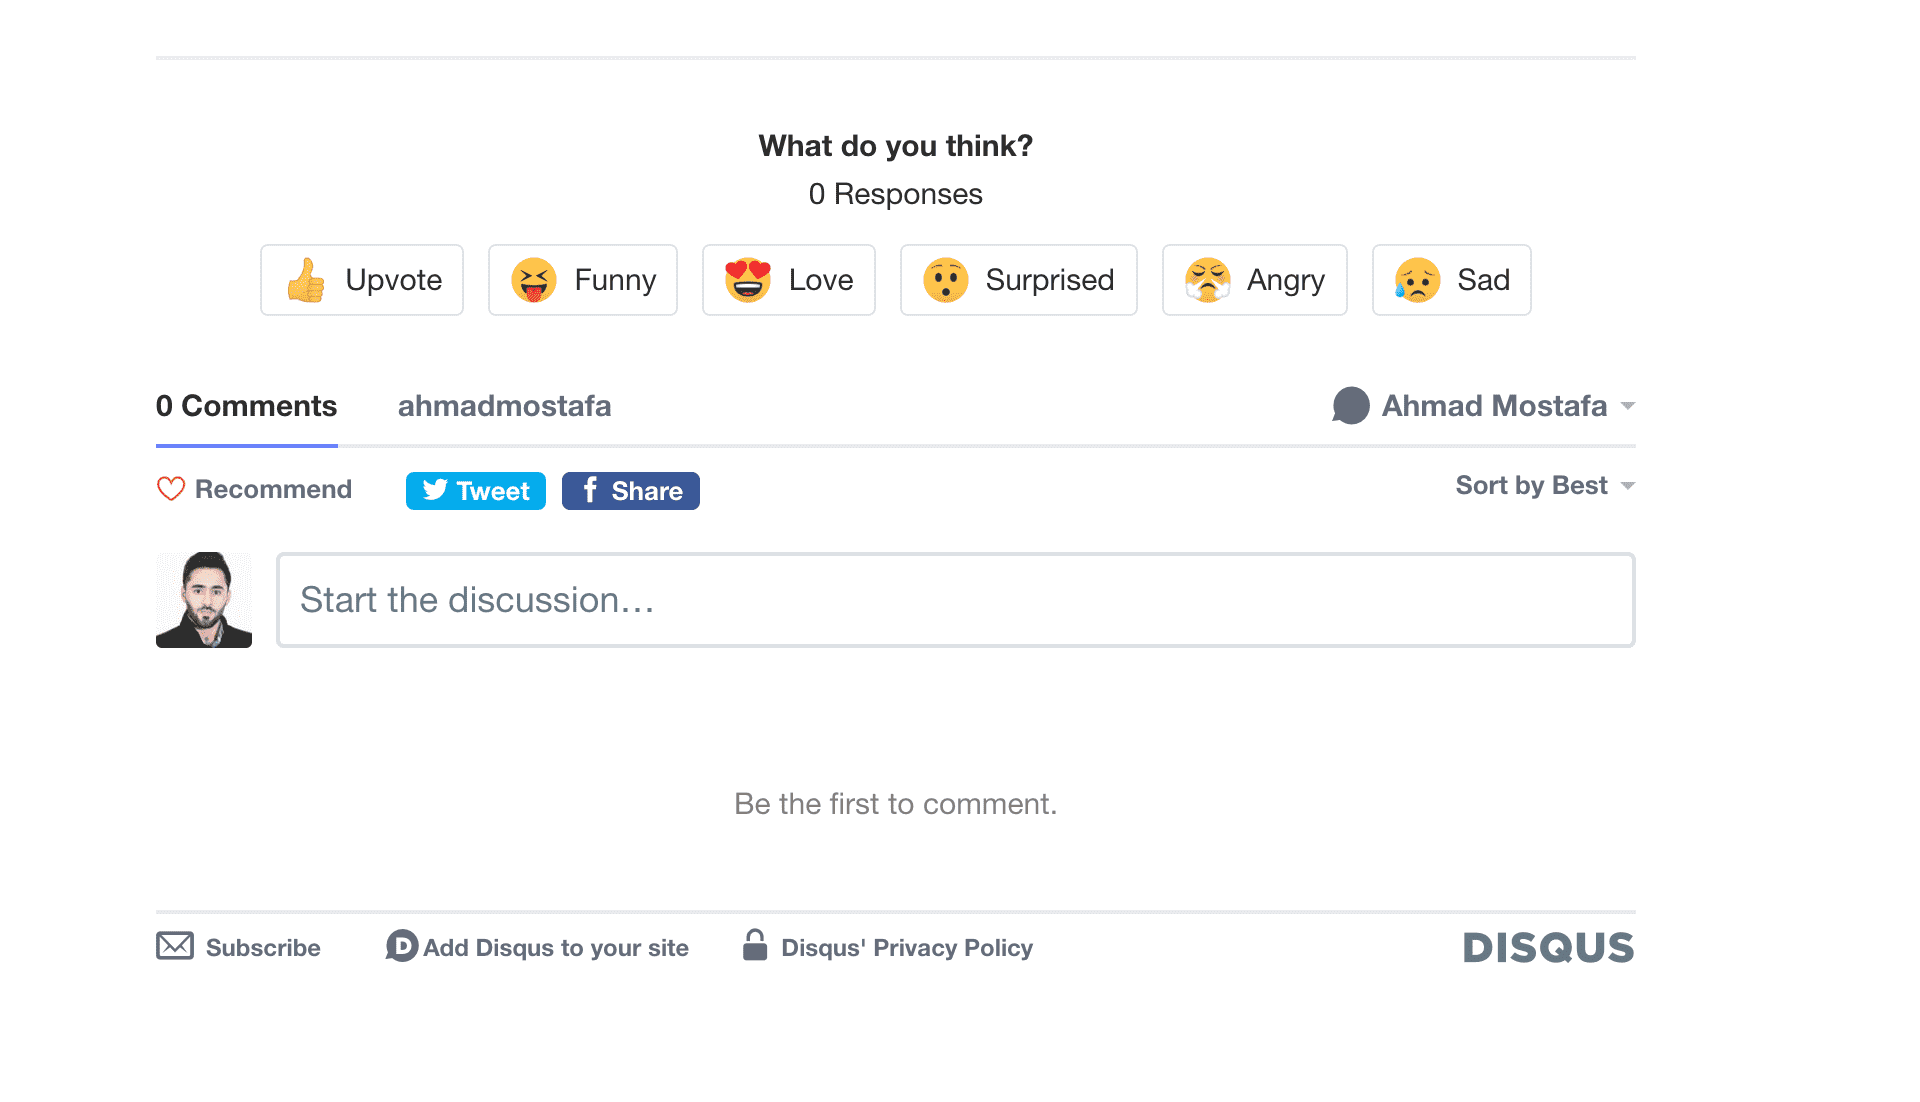 What do you think?
0 Responses
Upvote Funny Love Surprised Angry Sad
0 Comments ahmadmostafa Ahmad Mostafa
Recommend Tweet f Share Sort by Best
Start the discussion…
Be the first to comment.
Subscribe D Add Disqus to your site Disqus' Privacy Policy DISQUS